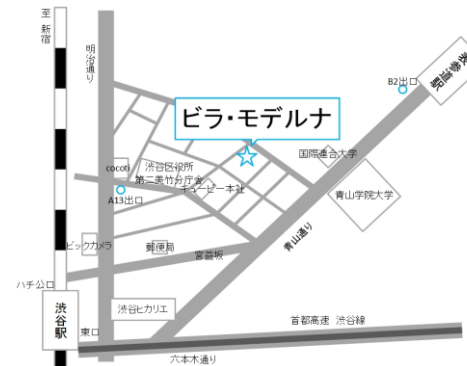 至 新宿
明治通り
表参道駅
B2出口
ビラ・モデルナ
国際連合大学
cocoti
渋谷区役所
第二美竹分庁舎
キューピー本社
A13出口
青山学院大学
青山通り
ビックカメラ
郵便局
宮益坂
ハチ公口
渋谷ヒカリエ
渋谷駅
東口
首都高速 渋谷線
六本木通り